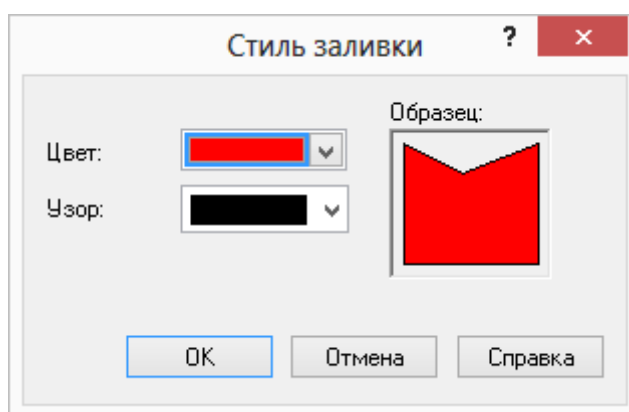 Стиль заливки ?
Образец:
Цвет:
Узор:
OK Отмена Справка